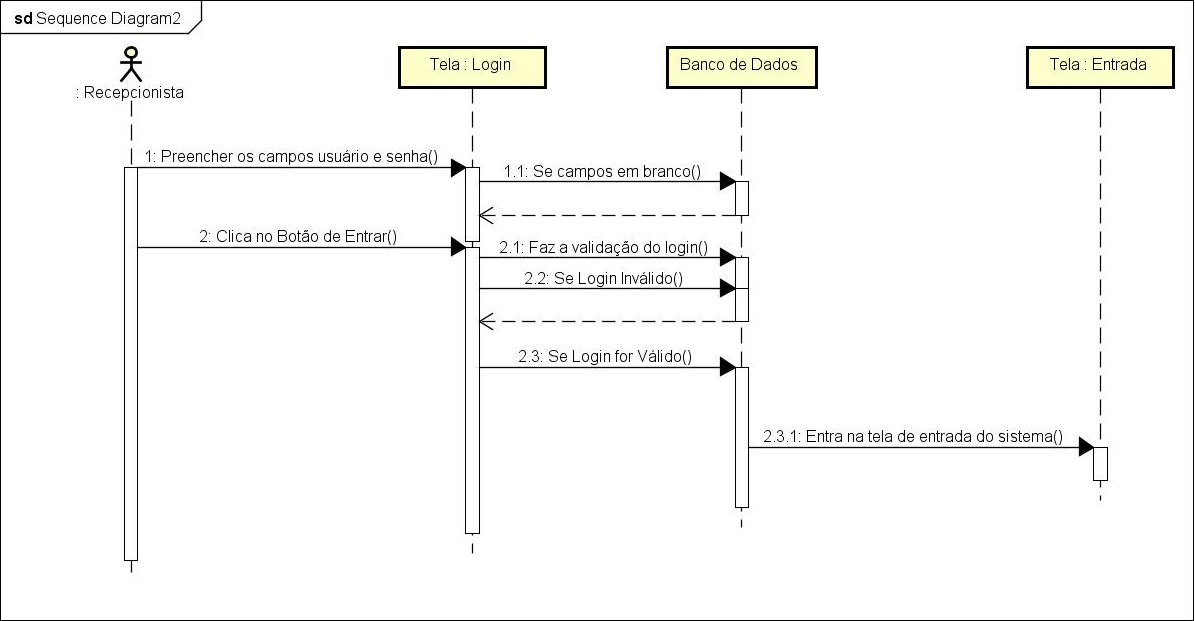 sd Sequence Diagram2
: Recepcionista
Tela : Login
Banco de Dados
Tela : Entrada
1: Preencher os campos usuário e senha()
1.1: Se campos em branco()
2: Clica no Botão de Entrar()
2.1: Faz a validação do login()
2.2: Se Login Inválido()
2.3: Se Login for Válido()
2.3.1: Entra na tela de entrada do sistema()